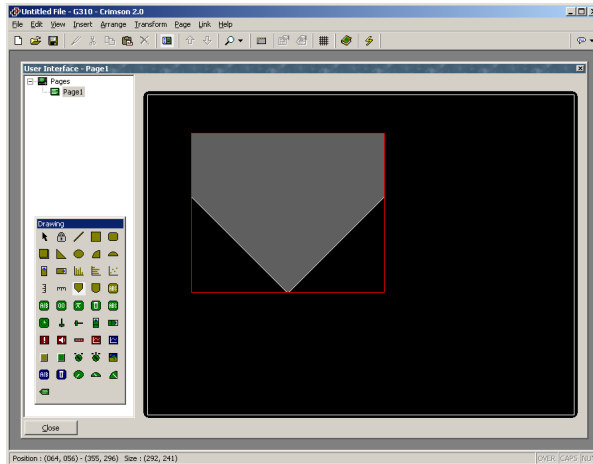 Untitled File - G310 - Crimson 2.0
File Edit View Insert Arrange Transform Page Link Help
User Interface - Page1
Pages
Page1
Drawing
Close
Position : (064, 056) - (355, 296) Size : (292, 241)
OVER CAPS